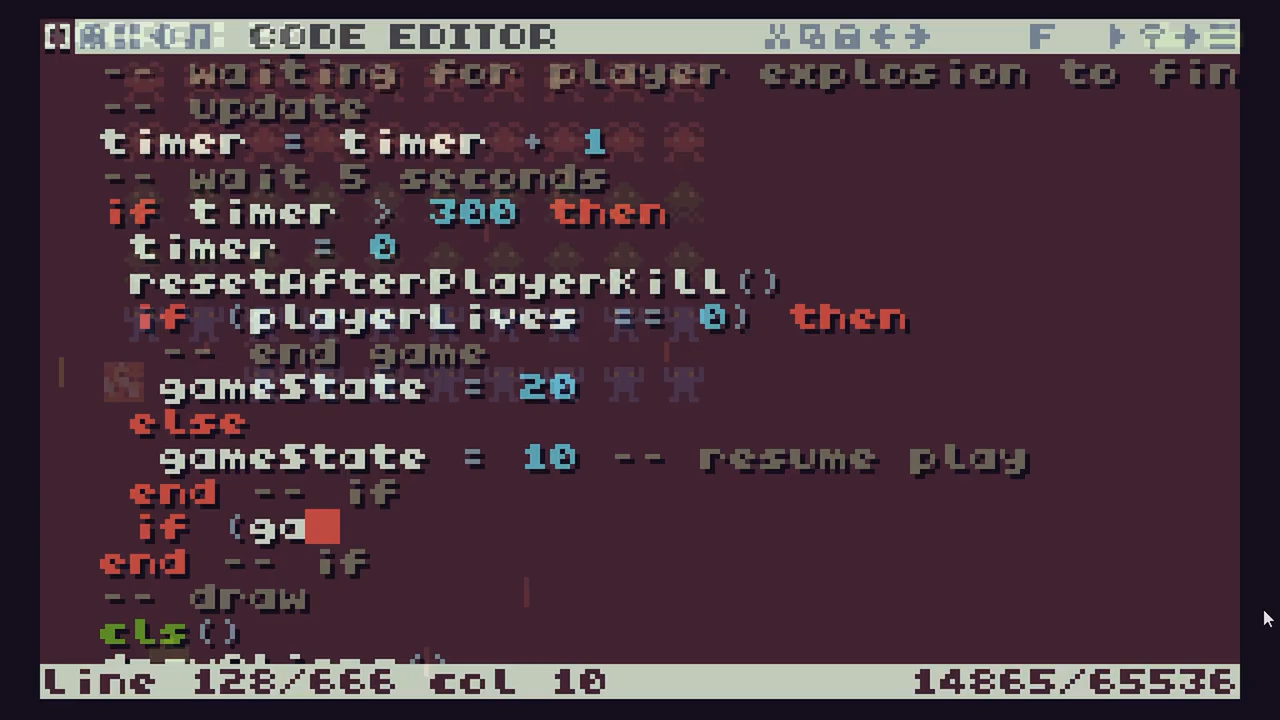 CODE EDITOR F
-- waiting for player explosion to fin
-- update
timer = timer + 1
-- wait 5 seconds
if timer > 300 then
timer = 0
resetAfterPlayerKill()
if (playerLives == 0) then
-- end game
gameState = 20
else
gameState = 10 -- resume play
end -- if
if (ga
end -- if
-- draw
cls()
line 128/666 col 10 14865/65536